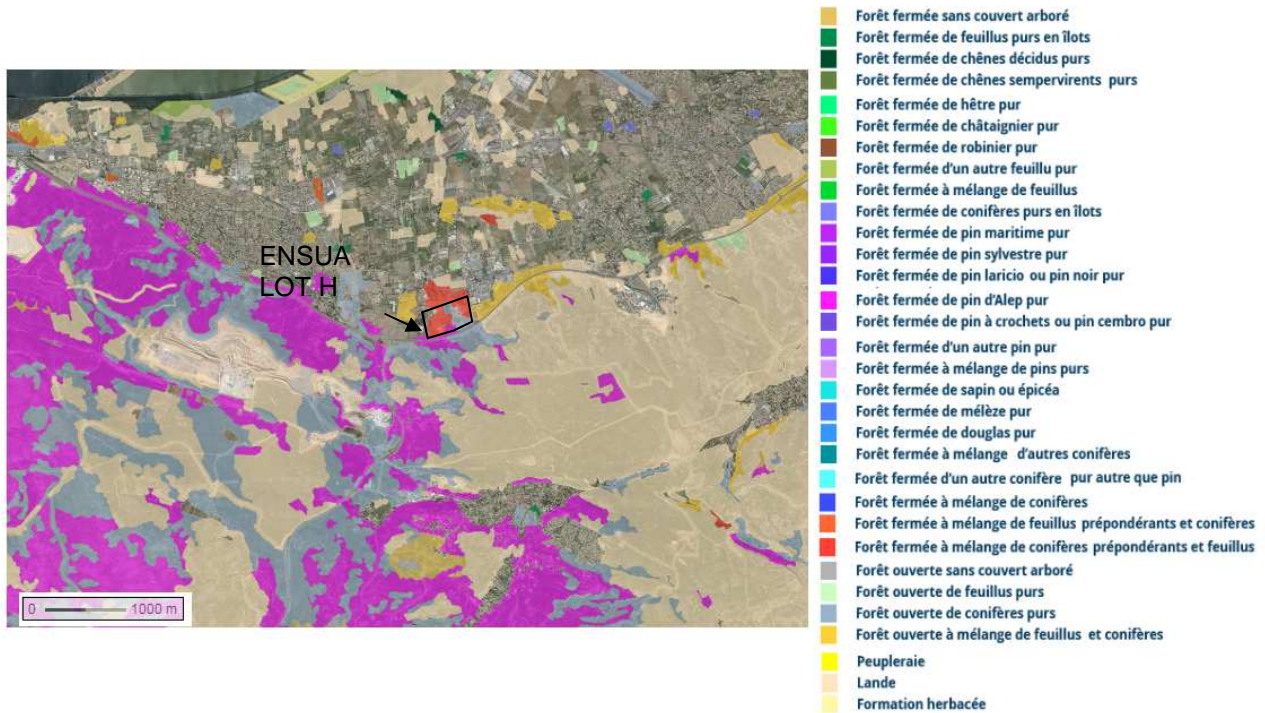 ENSUA
LOT H
0 1000 m
Forêt fermée sans couvert arboré
Forêt fermée de feuillus purs en îlots
Forêt fermée de chênes décidus purs
Forêt fermée de chênes sempervirents purs
Forêt fermée de hêtre pur
Forêt fermée de châtaignier pur
Forêt fermée de robinier pur
Forêt fermée d'un autre feuillu pur
Forêt fermée à mélange de feuillus
Forêt fermée de conifères purs en îlots
Forêt fermée de pin maritime pur
Forêt fermée de pin sylvestre pur
Forêt fermée de pin laricio ou pin noir pur
Forêt fermée de pin d'Alep pur
Forêt fermée de pin à crochets ou pin cembro pur
Forêt fermée d'un autre pin pur
Forêt fermée à mélange de pins purs
Forêt fermée de sapin ou épicéa
Forêt fermée de mélèze pur
Forêt fermée de douglas pur
Forêt fermée à mélange d'autres conifères
Forêt fermée d'un autre conifère pur autre que pin
Forêt fermée à mélange de conifères
Forêt fermée à mélange de feuillus prépondérants et conifères
Forêt fermée à mélange de conifères prépondérants et feuillus
Forêt ouverte sans couvert arboré
Forêt ouverte de feuillus purs
Forêt ouverte de conifères purs
Forêt ouverte à mélange de feuillus et conifères
Peupleraie
Lande
Formation herbacée